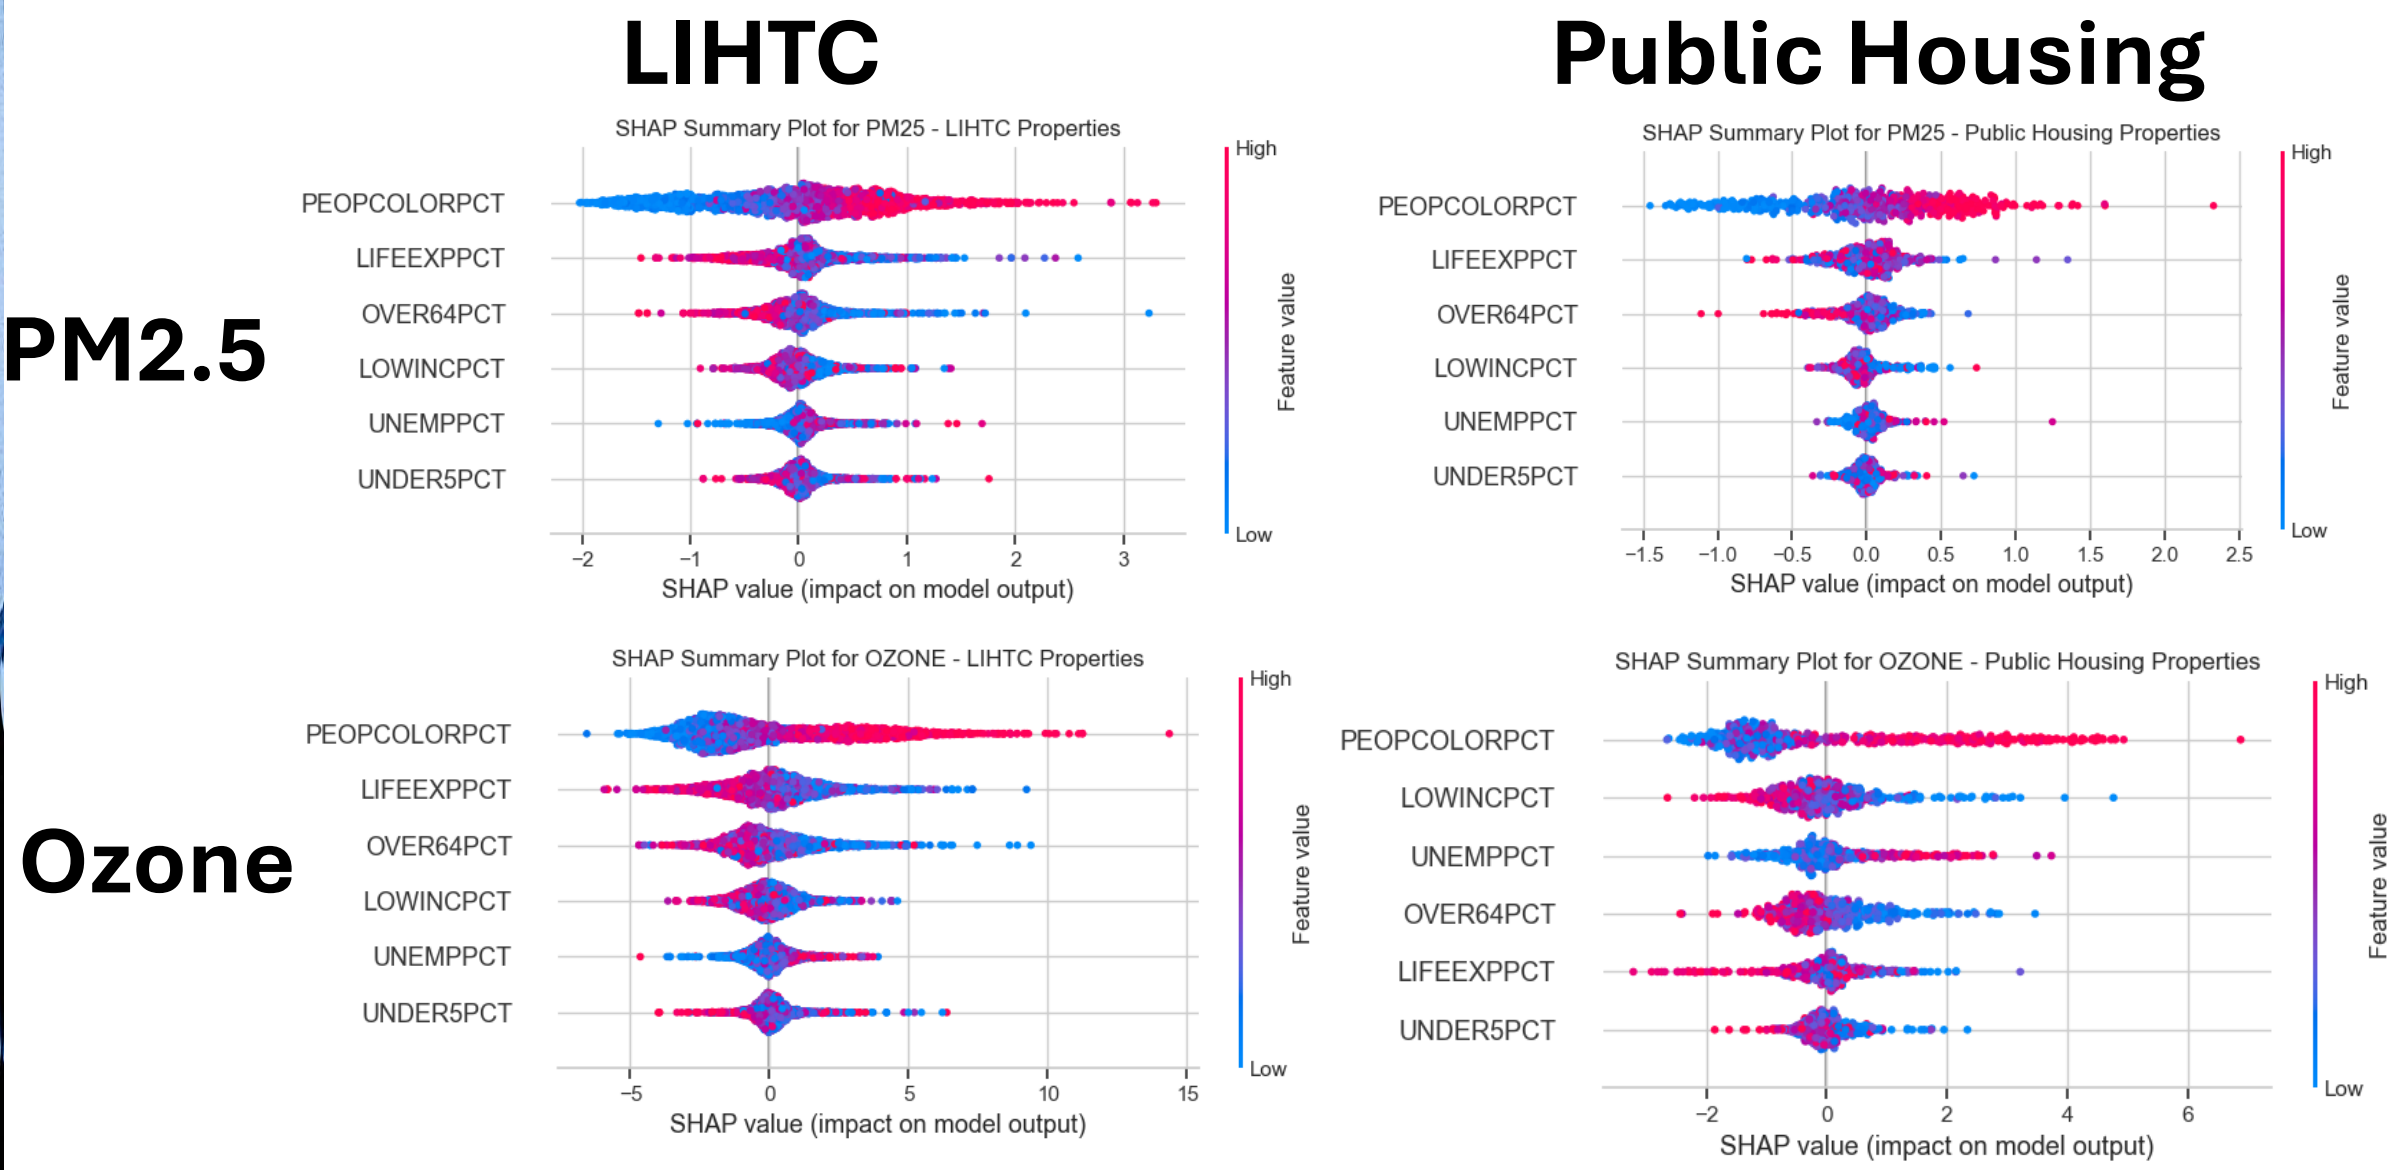 LIHTC
Public Housing
PM2.5
SHAP Summary Plot for PM25 - LIHTC Properties
PEOPCOLORPCT
LIFEEXPPCT
OVER64PCT
LOWINCPCT
UNEMPPCT
UNDER5PCT
−2 −1 0 1 2 3
SHAP value (impact on model output)
High
Feature value
Low
SHAP Summary Plot for PM25 - Public Housing Properties
PEOPCOLORPCT
LIFEEXPPCT
OVER64PCT
LOWINCPCT
UNEMPPCT
UNDER5PCT
−1.5 −1.0 −0.5 0.0 0.5 1.0 1.5 2.0 2.5
SHAP value (impact on model output)
High
Feature value
Low
Ozone
SHAP Summary Plot for OZONE - LIHTC Properties
PEOPCOLORPCT
LIFEEXPPCT
OVER64PCT
LOWINCPCT
UNEMPPCT
UNDER5PCT
−5 0 5 10 15
SHAP value (impact on model output)
High
Feature value
Low
SHAP Summary Plot for OZONE - Public Housing Properties
PEOPCOLORPCT
LOWINCPCT
UNEMPPCT
OVER64PCT
LIFEEXPPCT
UNDER5PCT
−2 0 2 4 6
SHAP value (impact on model output)
High
Feature value
Low